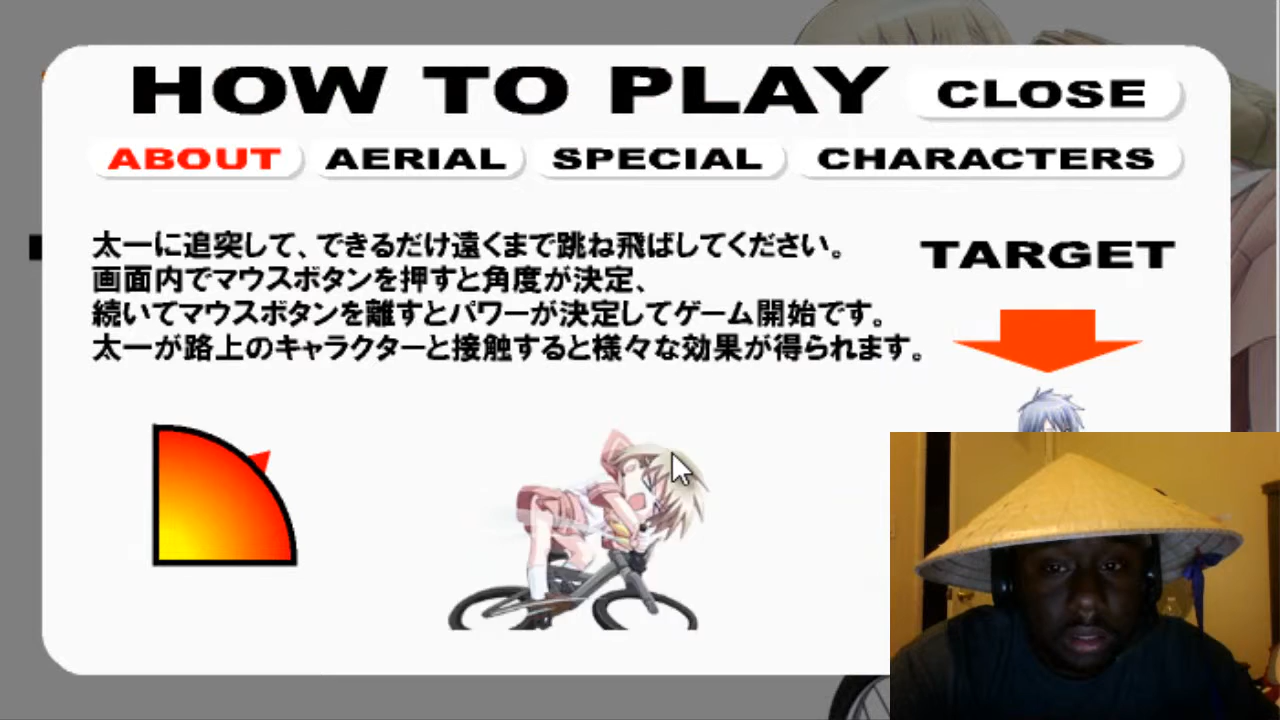 HOW TO PLAY
CLOSE
ABOUT
AERIAL
SPECIAL
CHARACTERS
太一に追突して、できるだけ遠くまで跳ね飛ばしてください。
画面内でマウスボタンを押すと角度が決定、
続いてマウスボタンを離すとパワーが決定してゲーム開始です。
太一が路上のキャラクターと接触すると様々な効果が得られます。
TARGET